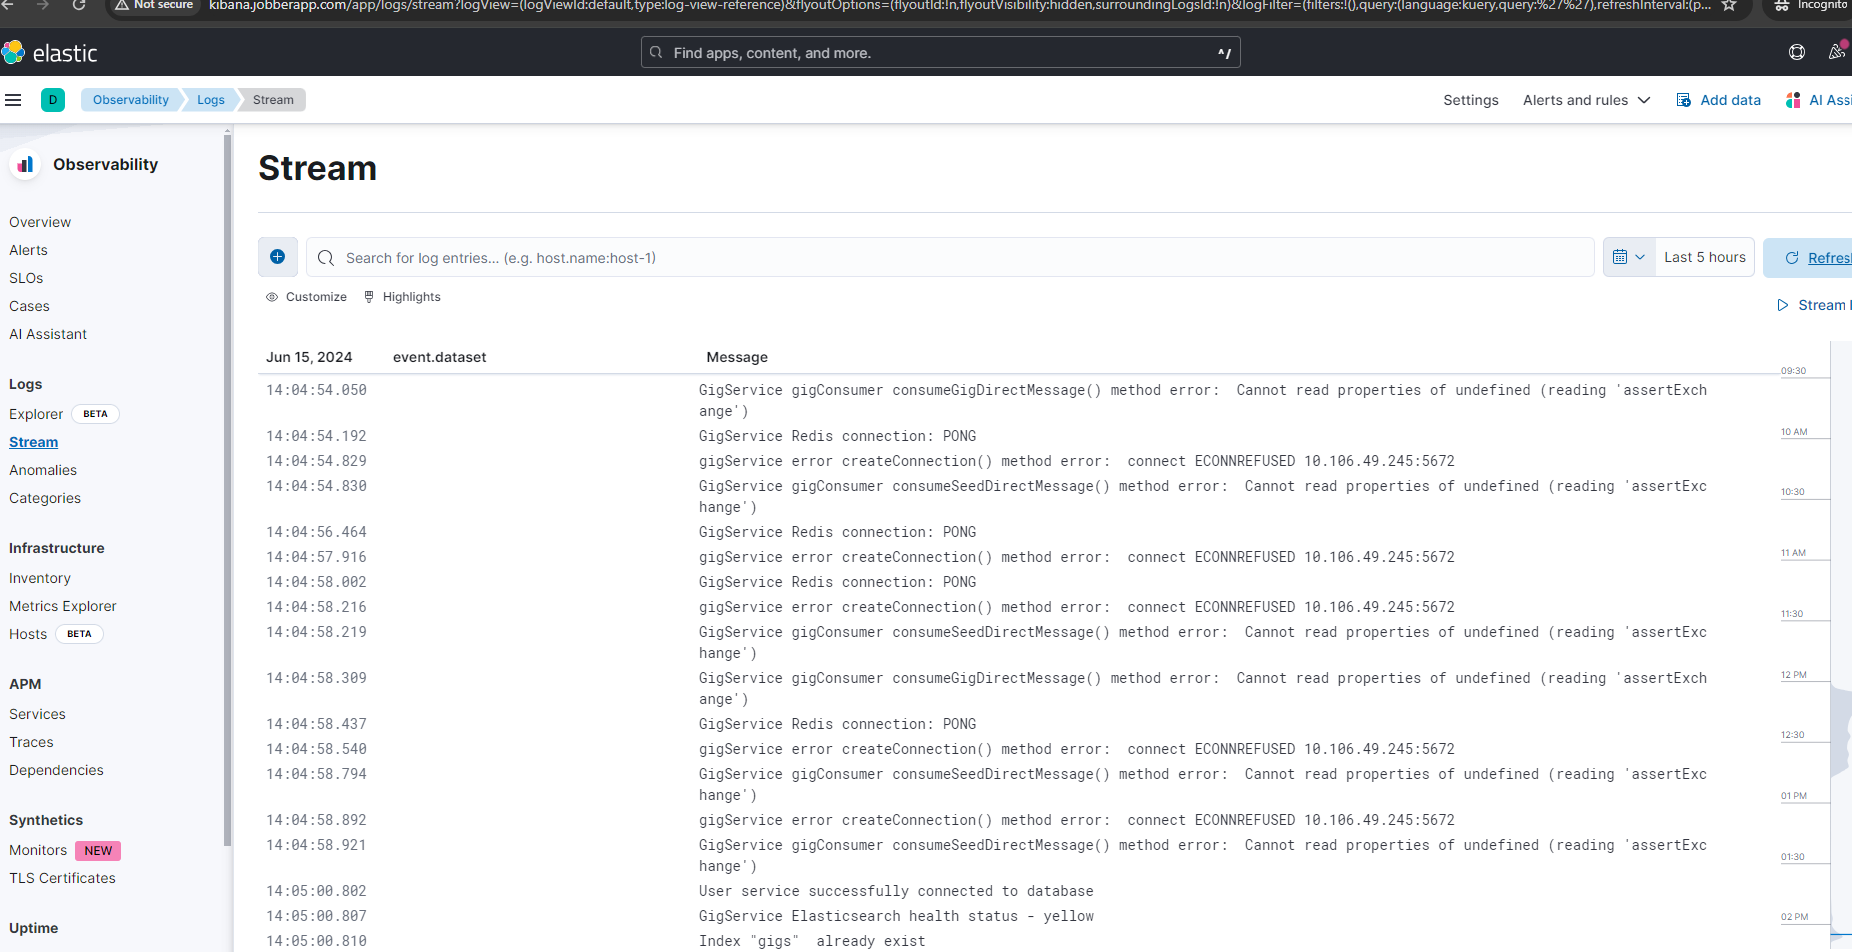 Not secure
kibana.jobberapp.com/app/logs/stream?logView=(logViewId:default,type:log-view-reference)&flyoutOptions=(flyoutId:!n,flyoutVisibility:hidden,surroundingLogsId:!n)&logFilter=(filters:!(),query:(language:kuery,query:%27%27),refreshInterval:(p...
Incognito
elastic
Find apps, content, and more.
^/
D
Observability
Logs
Stream
Settings
Alerts and rules
Add data
AI Assi
Observability
Overview
Alerts
SLOs
Cases
AI Assistant
Logs
Explorer BETA
Stream
Anomalies
Categories
Infrastructure
Inventory
Metrics Explorer
Hosts BETA
APM
Services
Traces
Dependencies
Synthetics
Monitors NEW
TLS Certificates
Uptime
Stream
Search for log entries... (e.g. host.name:host-1)
Last 5 hours
Refres
Customize
Highlights
Stream
Jun 15, 2024 event.dataset Message
14:04:54.050 GigService gigConsumer consumeGigDirectMessage() method error:  Cannot read properties of undefined (reading 'assertExch
ange')
14:04:54.192 GigService Redis connection: PONG
14:04:54.829 gigService error createConnection() method error:  connect ECONNREFUSED 10.106.49.245:5672
14:04:54.830 GigService gigConsumer consumeSeedDirectMessage() method error:  Cannot read properties of undefined (reading 'assertExc
hange')
14:04:56.464 GigService Redis connection: PONG
14:04:57.916 gigService error createConnection() method error:  connect ECONNREFUSED 10.106.49.245:5672
14:04:58.002 GigService Redis connection: PONG
14:04:58.216 gigService error createConnection() method error:  connect ECONNREFUSED 10.106.49.245:5672
14:04:58.219 GigService gigConsumer consumeSeedDirectMessage() method error:  Cannot read properties of undefined (reading 'assertExc
hange')
14:04:58.309 GigService gigConsumer consumeGigDirectMessage() method error:  Cannot read properties of undefined (reading 'assertExch
ange')
14:04:58.437 GigService Redis connection: PONG
14:04:58.540 gigService error createConnection() method error:  connect ECONNREFUSED 10.106.49.245:5672
14:04:58.794 GigService gigConsumer consumeSeedDirectMessage() method error:  Cannot read properties of undefined (reading 'assertExc
hange')
14:04:58.892 gigService error createConnection() method error:  connect ECONNREFUSED 10.106.49.245:5672
14:04:58.921 GigService gigConsumer consumeSeedDirectMessage() method error:  Cannot read properties of undefined (reading 'assertExc
hange')
14:05:00.802 User service successfully connected to database
14:05:00.807 GigService Elasticsearch health status - yellow
14:05:00.810 Index "gigs"  already exist
09:30
10 AM
10:30
11 AM
11:30
12 PM
12:30
01 PM
01:30
02 PM